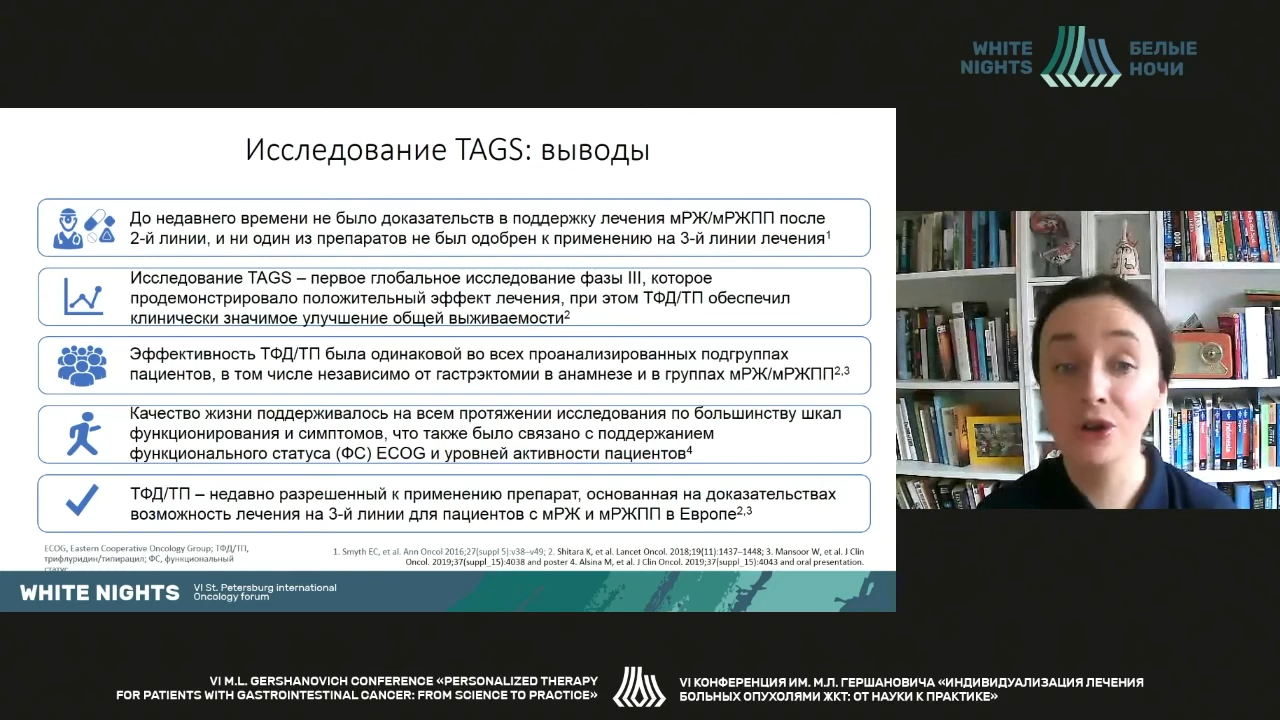 WHITE
NIGHTS
БЕЛЫЕ
НОЧИ
Исследование TAGS: выводы
До недавнего времени не было доказательств в поддержку лечения мРЖ/мРЖПП после
2-й линии, и ни один из препаратов не был одобрен к применению на 3-й линии лечения¹
Исследование TAGS – первое глобальное исследование фазы III, которое
продемонстрировало положительный эффект лечения, при этом ТФД/ТП обеспечил
клинически значимое улучшение общей выживаемости²
Эффективность ТФД/ТП была одинаковой во всех проанализированных подгруппах
пациентов, в том числе независимо от гастрэктомии в анамнезе и в группах мРЖ/мРЖПП²,³
Качество жизни поддерживалось на всем протяжении исследования по большинству шкал
функционирования и симптомов, что также было связано с поддержанием
функционального статуса (ФС) ECOG и уровней активности пациентов⁴
ТФД/ТП – недавно разрешенный к применению препарат, основанная на доказательствах
возможность лечения на 3-й линии для пациентов с мРЖ и мРЖПП в Европе²,³
ECOG, Eastern Cooperative Oncology Group; ТФД/ТП,
трифлуридин/типирацил; ФС, функциональный
статус
1. Smyth EC, et al. Ann Oncol 2016;27(suppl 5):v38–v49; 2. Shitara K, et al. Lancet Oncol. 2018;19(11):1437–1448; 3. Mansoor W, et al. J Clin
Oncol. 2019;37(suppl_15):4038 and poster 4. Alsina M, et al. J Clin Oncol. 2019;37(suppl_15):4043 and oral presentation.
WHITE NIGHTS
VI St. Petersburg international
Oncology forum
VI M.L. GERSHANOVICH CONFERENCE «PERSONALIZED THERAPY
FOR PATIENTS WITH GASTROINTESTINAL CANCER: FROM SCIENCE TO PRACTICE»
VI КОНФЕРЕНЦИЯ ИМ. М.Л. ГЕРШАНОВИЧА «ИНДИВИДУАЛИЗАЦИЯ ЛЕЧЕНИЯ
БОЛЬНЫХ ОПУХОЛЯМИ ЖКТ: ОТ НАУКИ К ПРАКТИКЕ»